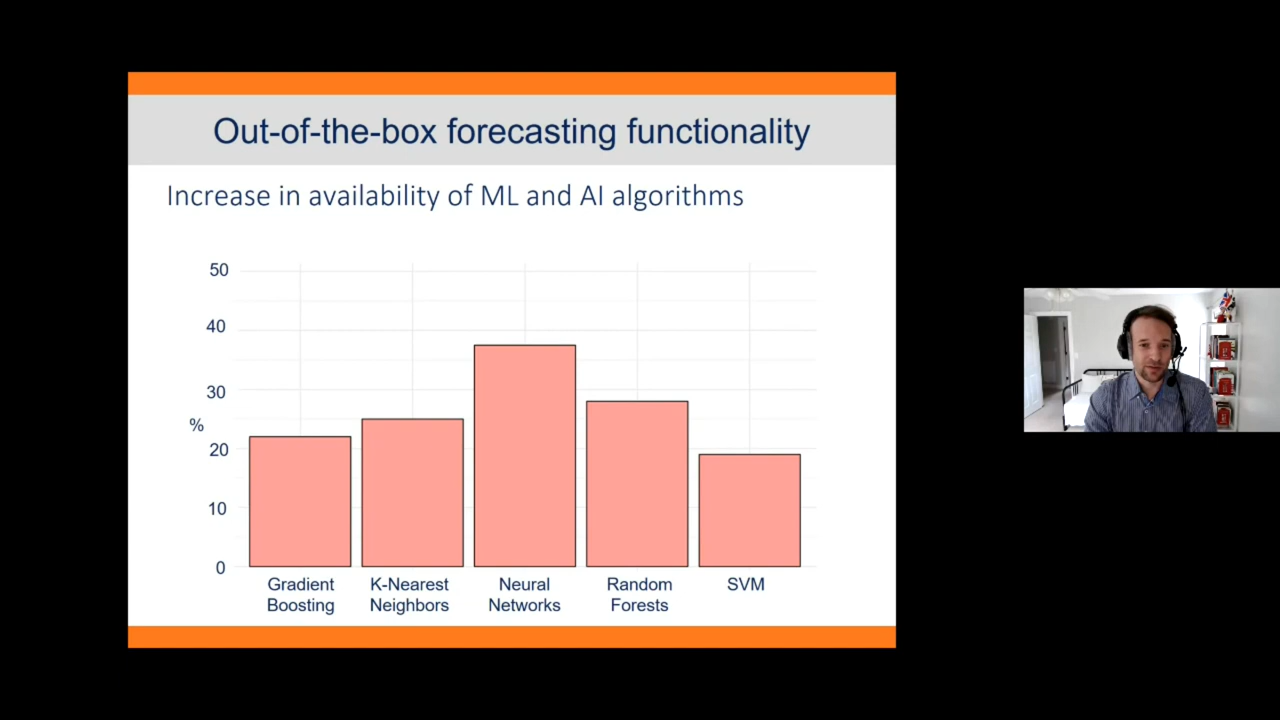 Out-of-the-box forecasting functionality
Increase in availability of ML and AI algorithms
50
40
30
%
20
10
0
Gradient
Boosting
K-Nearest
Neighbors
Neural
Networks
Random
Forests
SVM